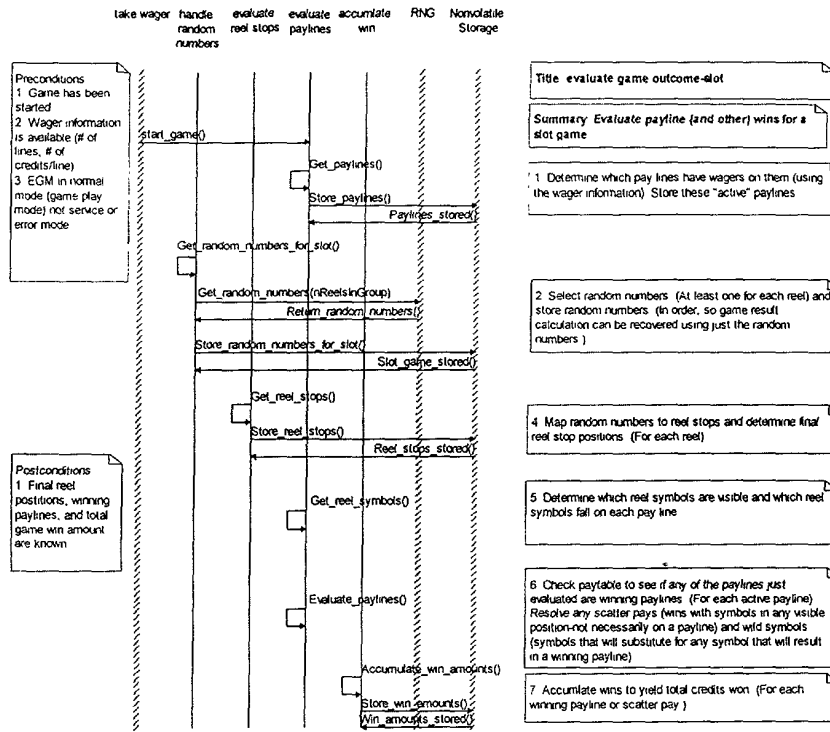 take wager handle random numbers evaluate reel stops evaluate paylines accumlate win RNG Nonvolatile Storage
Preconditions
1 Game has been
started
2 Wager information
is available (# of
lines, # of
credits/line)
3 EGM in normal
mode (game play
mode) not service or
error mode
Title evaluate game outcome-slot
Summary Evaluate payline (and other) wins for a
slot game
start_game()
Get_paylines()
Store_paylines()
Paylines_stored()
1 Determine which pay lines have wagers on them (using
the wager information) Store these "active" paylines
Get_random_numbers_for_slot()
Get_random_numbers(nReelsInGroup)
Return_random_numbers()
2 Select random numbers (At least one for each reel) and
store random numbers (In order, so game result
calculation can be recovered using just the random
numbers )
Store_random_numbers_for_slot()
Slot_game_stored()
Get_reel_stops()
Store_reel_stops()
Reel_stops_stored()
4 Map random numbers to reel stops and determine final
reel stop positions (For each reel)
Postconditions
1 Final reel
postitions, winning
paylines, and total
game win amount
are known
Get_reel_symbols()
5 Determine which reel symbols are visible and which reel
symbols fall on each pay line
Evaluate_paylines()
6 Check paytable to see if any of the paylines just
evaluated are winning paylines (For each active payline)
Resolve any scatter pays (wins with symbols in any visible
position-not necessarily on a payline) and wild symbols
(symbols that will substitute for any symbol that will result
in a winning payline)
Accumulate_win_amounts()
Store_win_amounts()
Win_amounts_stored()
7 Accumlate wins to yield total credits won (For each
winning payline or scatter pay )